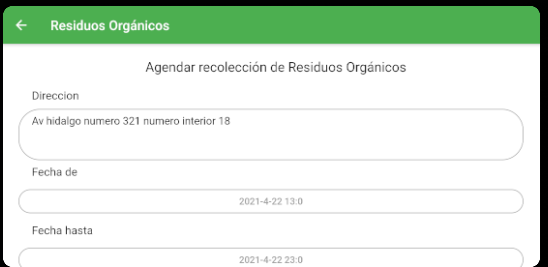 Residuos Orgánicos
Agendar recolección de Residuos Orgánicos
Direccion
Av hidalgo numero 321 numero interior 18
Fecha de
2021-4-22 13:0
Fecha hasta
2021-4-22 23:0